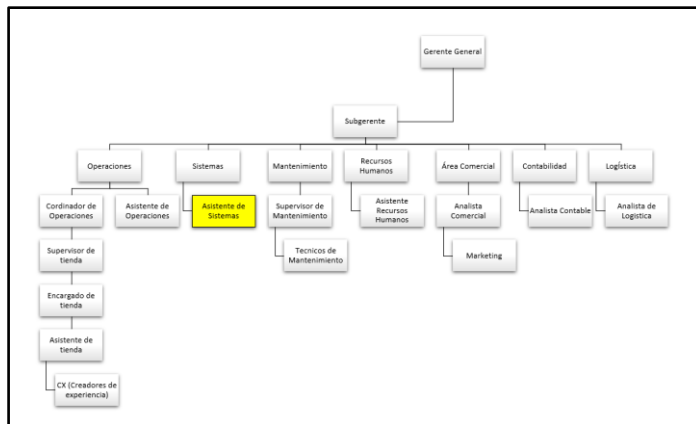 Gerente General
Subgerente
Operaciones
Sistemas
Mantenimiento
Recursos
Humanos
Área Comercial
Contabilidad
Logística
Cordinador de
Operaciones
Asistente de
Operaciones
Asistente de
Sistemas
Supervisor de
Mantenimiento
Asistente
Recursos
Humanos
Analista
Comercial
Analista Contable
Analista de
Logistica
Supervisor de
tienda
Tecnicos de
Mantenimiento
Marketing
Encargado de
tienda
Asistente de
tienda
CX (Creadores de
experiencia)